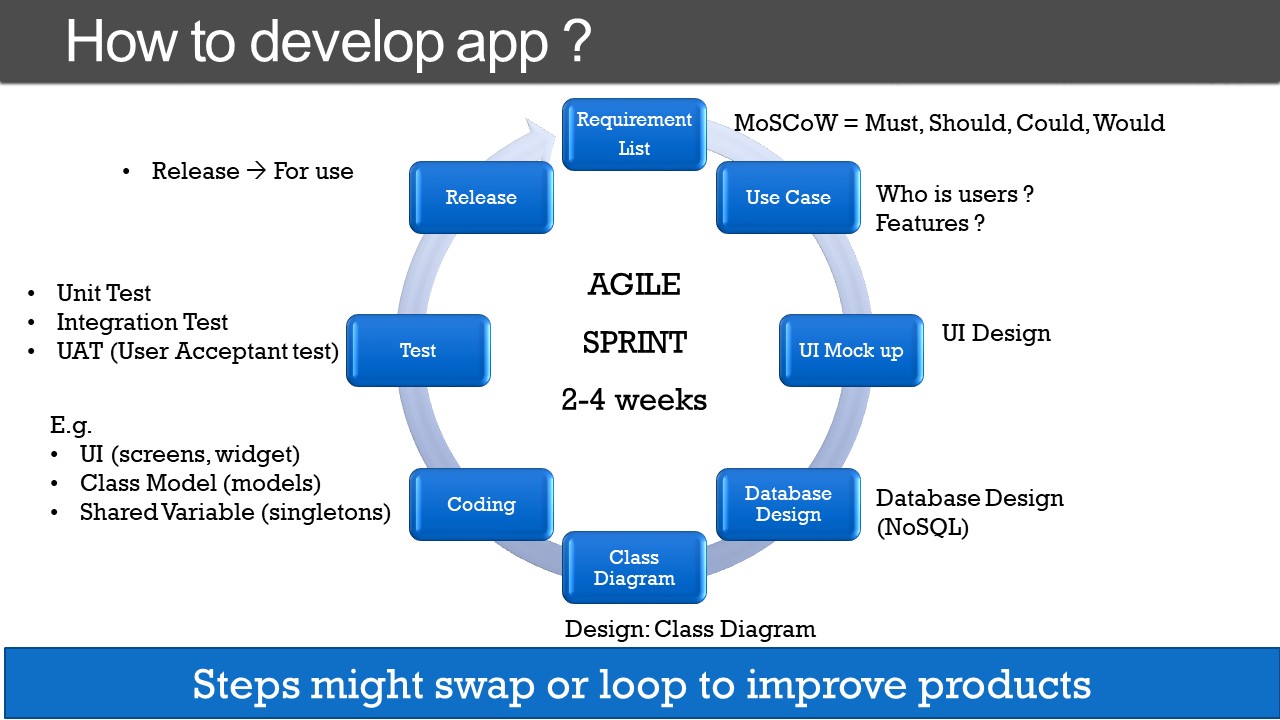 How to develop app ?
Requirement
List
MoSCoW = Must, Should, Could, Would
• Release → For use
Release
Use Case
Who is users ?
Features ?
AGILE
SPRINT
2-4 weeks
• Unit Test
• Integration Test
• UAT (User Acceptant test)
Test
UI Mock up
UI Design
E.g.
• UI (screens, widget)
• Class Model (models)
• Shared Variable (singletons)
Coding
Database
Design
Database Design
(NoSQL)
Class
Diagram
Design: Class Diagram
Steps might swap or loop to improve products